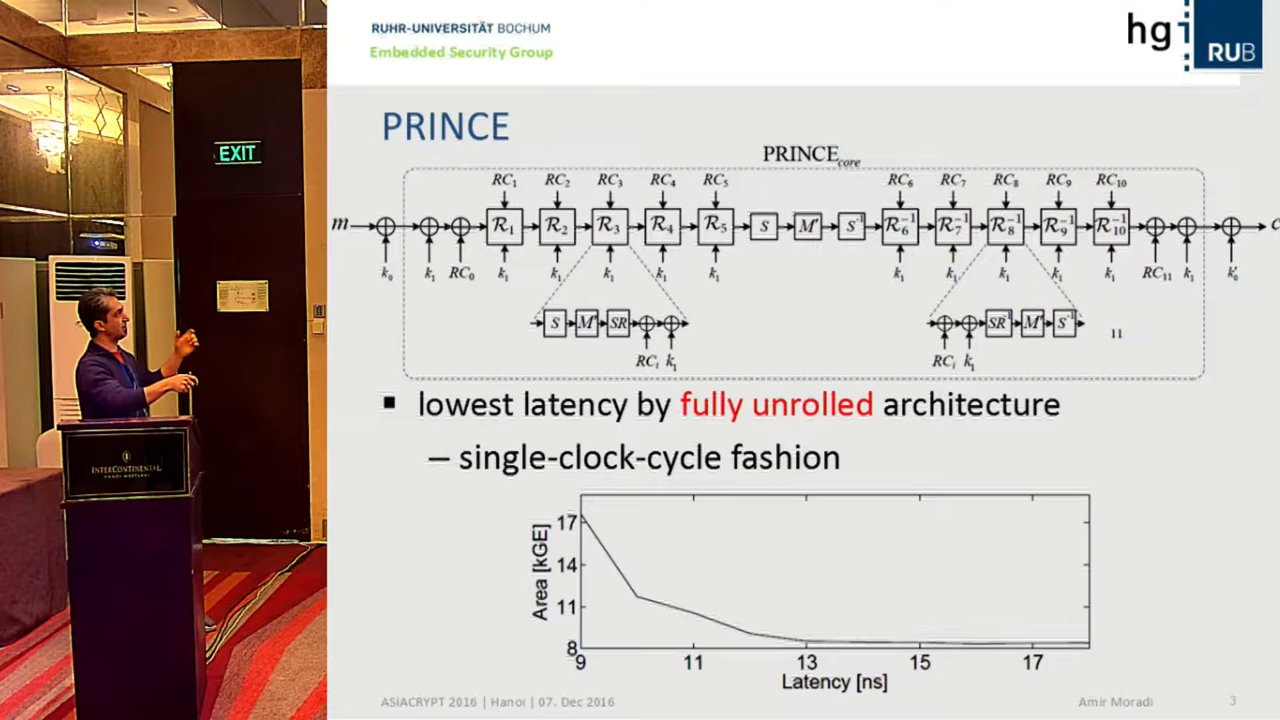 RUHR-UNIVERSITÄT BOCHUM
Embedded Security Group
hgi
RUB
EXIT
INTERCONTINENTAL
PRINCE
PRINCEcore
RC1 RC2 RC3 RC4 RC5 RC6 RC7 RC8 RC9 RC10
m R1 R2 R3 R4 R5 S M' S⁻¹ R6⁻¹ R7⁻¹ R8⁻¹ R9⁻¹ R10⁻¹ c
k0 k1 RC0 k1 k1 k1 k1 k1 k1 k1 k1 k1 k1 RC11 k1 k'0
S M' SR SR⁻¹ M' S⁻¹ 11
RCi k1 RCi k1
▪ lowest latency by fully unrolled architecture
– single-clock-cycle fashion
Area [kGE]
17
14
11
8
9 11 13 15 17
Latency [ns]
ASIACRYPT 2016 | Hanoi | 07. Dec 2016 Amir Moradi 3